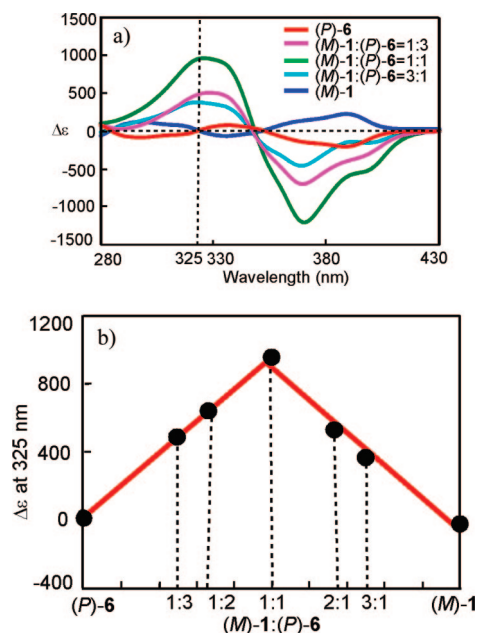 a)
1500
1000
500
0
-500
-1000
-1500
Δε
(P)-6
(M)-1:(P)-6=1:3
(M)-1:(P)-6=1:1
(M)-1:(P)-6=3:1
(M)-1
280 325 330 380 430
Wavelength (nm)
b)
1200
800
400
0
-400
Δε at 325 nm
(P)-6 1:3 1:2 1:1 2:1 3:1 (M)-1
(M)-1:(P)-6